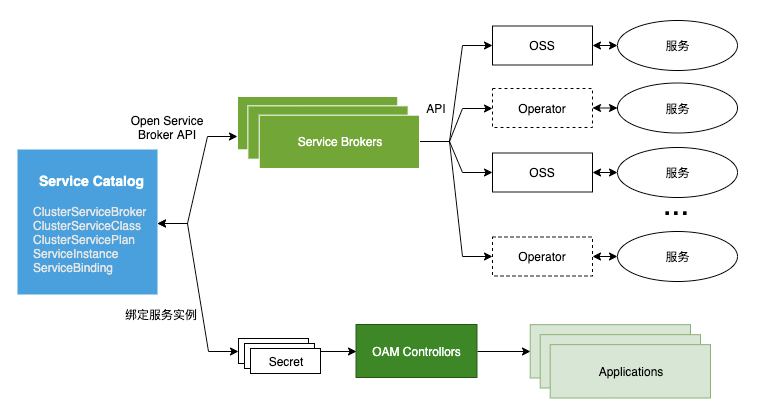 Service Catalog
ClusterServiceBroker
ClusterServiceClass
ClusterServicePlan
ServiceInstance
ServiceBinding
Open Service
Broker API
Service Brokers
API
OSS
服务
Operator
服务
OSS
服务
...
Operator
服务
绑定服务实例
Secret
OAM Controllors
Applications